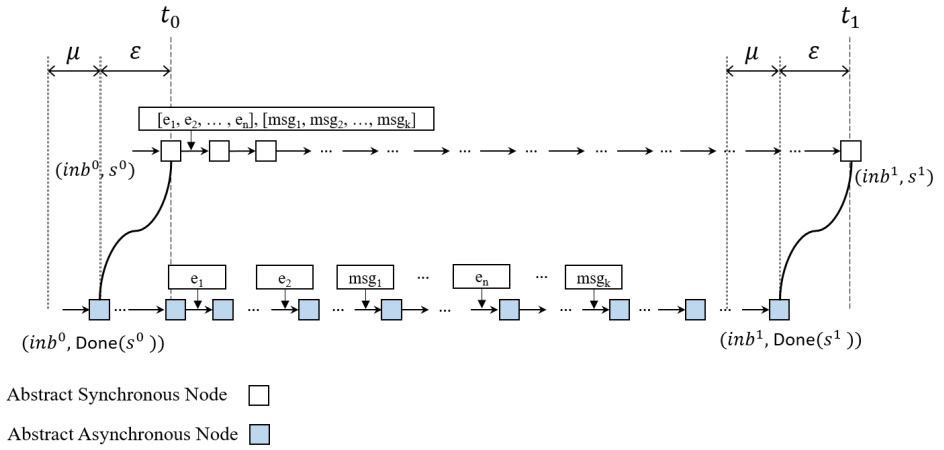 t₀ t₁
μ ε μ ε
[e₁, e₂, … , eₙ], [msg₁, msg₂, …, msgₖ]
... ... ... ... ... ... ... ...
(inb⁰, s⁰) (inb¹, s¹)
e₁ e₂ msg₁ ... eₙ ... msgₖ
... ... ... ... ... ... ...
(inb⁰, Done(s⁰ )) (inb¹, Done(s¹ ))
Abstract Synchronous Node
Abstract Asynchronous Node